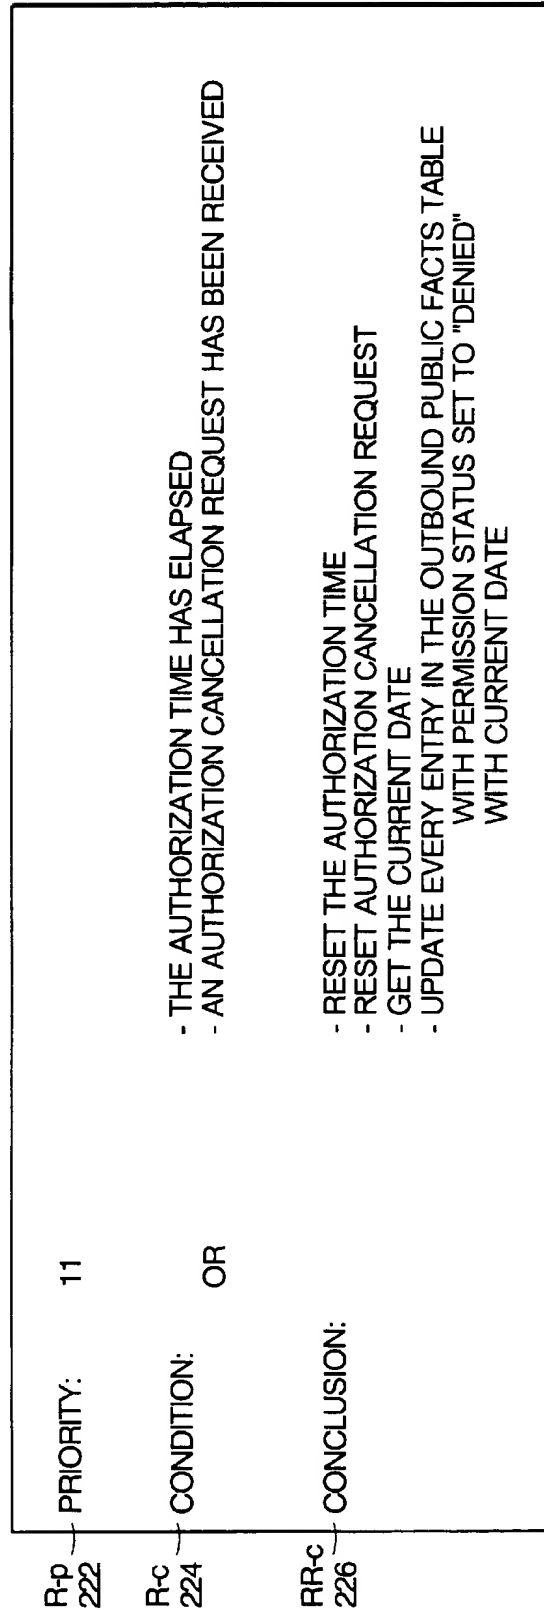 R-p
222
PRIORITY: 11
R-c
224
CONDITION: - THE AUTHORIZATION TIME HAS ELAPSED
OR - AN AUTHORIZATION CANCELLATION REQUEST HAS BEEN RECEIVED
RR-c
226
CONCLUSION: - RESET THE AUTHORIZATION TIME
- RESET AUTHORIZATION CANCELLATION REQUEST
- GET THE CURRENT DATE
- UPDATE EVERY ENTRY IN THE OUTBOUND PUBLIC FACTS TABLE
WITH PERMISSION STATUS SET TO "DENIED"
WITH CURRENT DATE